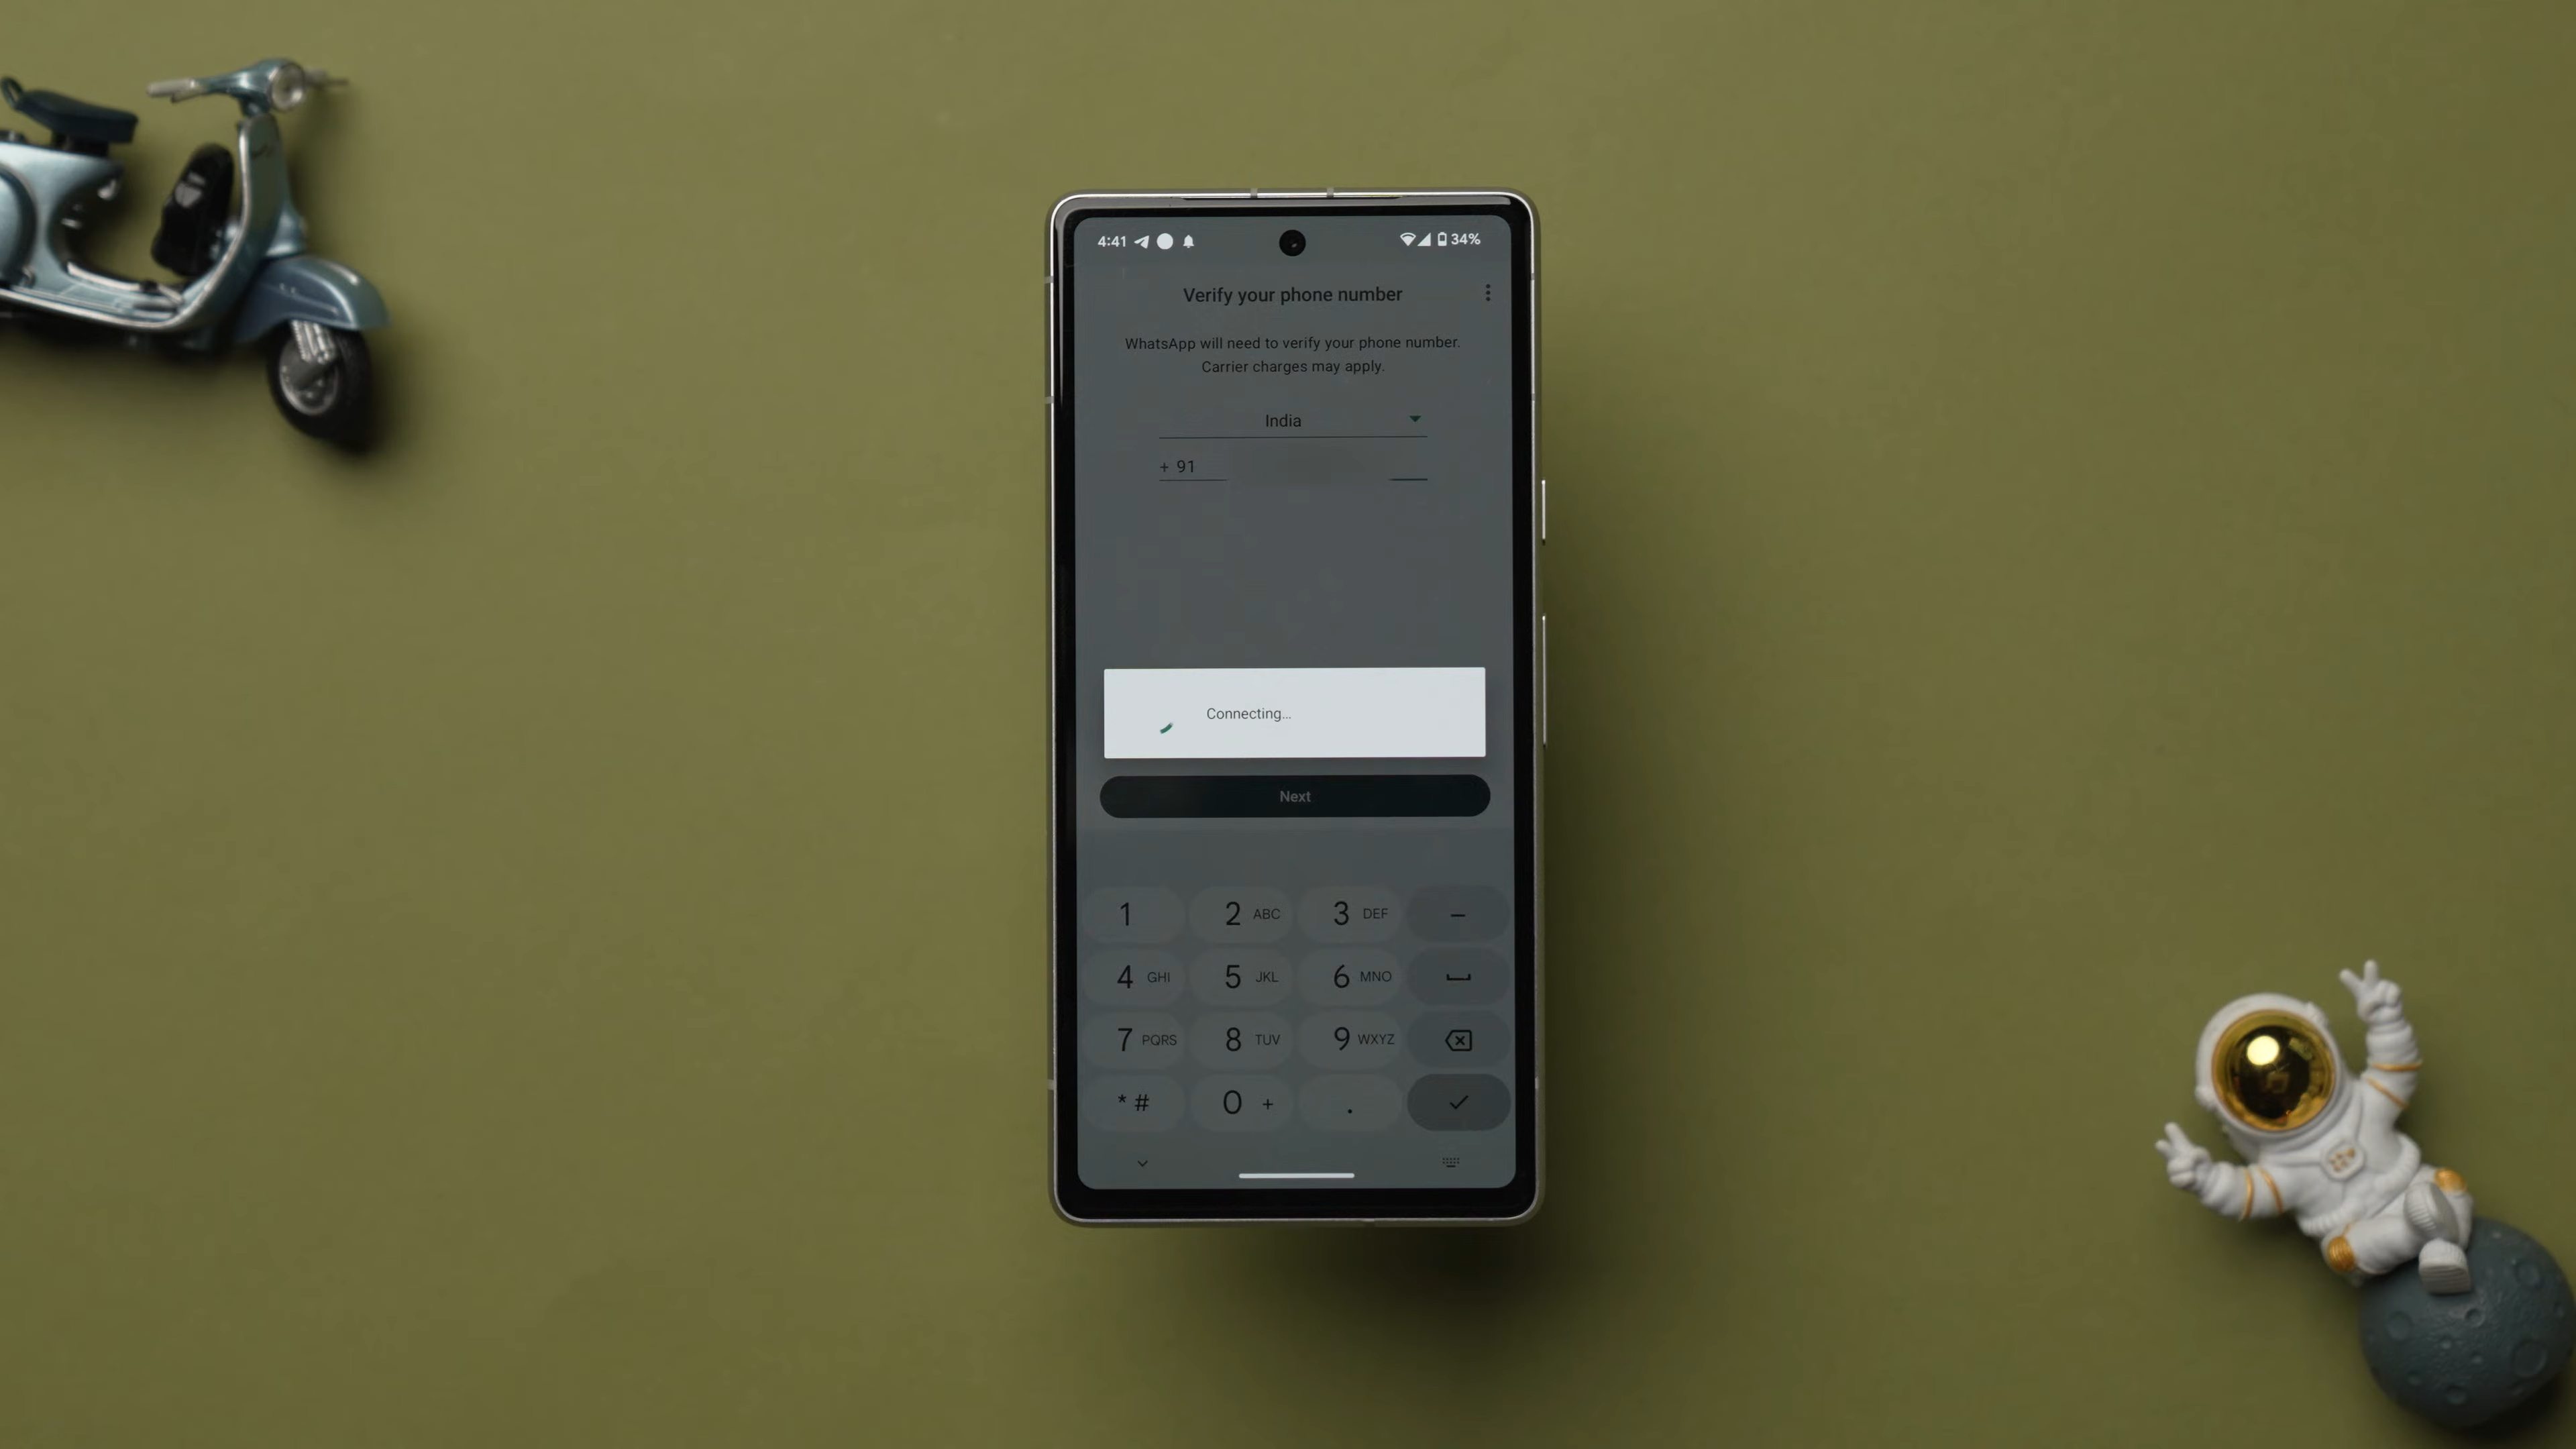 4:41 34%
Verify your phone number
WhatsApp will need to verify your phone number.
Carrier charges may apply.
India
+ 91
Connecting...
Next
1 2 ABC 3 DEF –
4 GHI 5 JKL 6 MNO
7 PQRS 8 TUV 9 WXYZ
* # 0 + .